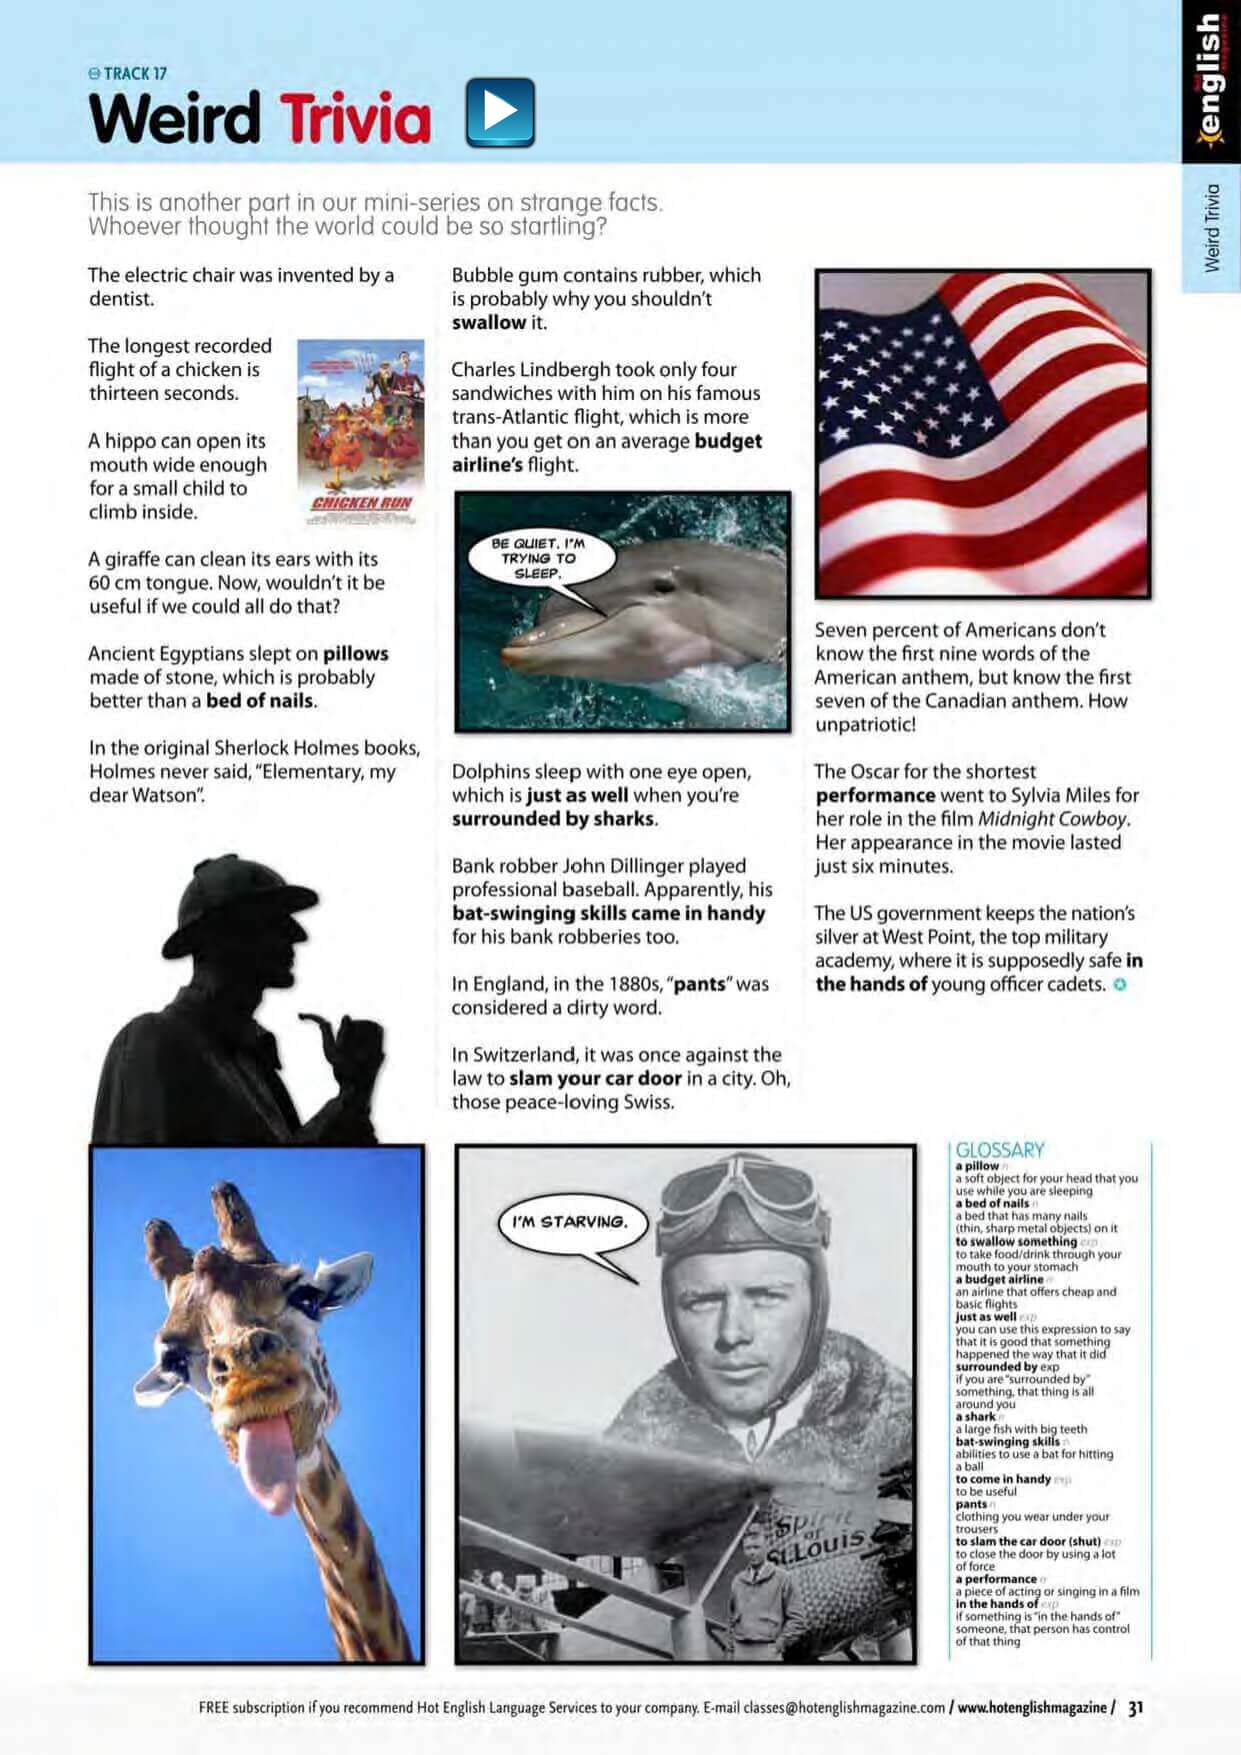 TRACK 17
Weird Trivia
english
Weird Trivia
This is another part in our mini-series on strange facts.
Whoever thought the world could be so startling?
The electric chair was invented by a
dentist.
The longest recorded
flight of a chicken is
thirteen seconds.
A hippo can open its
mouth wide enough
for a small child to
climb inside.
CHICKEN RUN
A giraffe can clean its ears with its
60 cm tongue. Now, wouldn't it be
useful if we could all do that?
Ancient Egyptians slept on pillows
made of stone, which is probably
better than a bed of nails.
In the original Sherlock Holmes books,
Holmes never said, "Elementary, my
dear Watson".
Bubble gum contains rubber, which
is probably why you shouldn't
swallow it.
Charles Lindbergh took only four
sandwiches with him on his famous
trans-Atlantic flight, which is more
than you get on an average budget
airline's flight.
BE QUIET. I'M
TRYING TO
SLEEP.
Dolphins sleep with one eye open,
which is just as well when you're
surrounded by sharks.
Bank robber John Dillinger played
professional baseball. Apparently, his
bat-swinging skills came in handy
for his bank robberies too.
In England, in the 1880s, "pants" was
considered a dirty word.
In Switzerland, it was once against the
law to slam your car door in a city. Oh,
those peace-loving Swiss.
Seven percent of Americans don't
know the first nine words of the
American anthem, but know the first
seven of the Canadian anthem. How
unpatriotic!
The Oscar for the shortest
performance went to Sylvia Miles for
her role in the film Midnight Cowboy.
Her appearance in the movie lasted
just six minutes.
The US government keeps the nation's
silver at West Point, the top military
academy, where it is supposedly safe in
the hands of young officer cadets.
I'M STARVING.
Spirit
of
St. Louis
GLOSSARY
a pillow n
a soft object for your head that you
use while you are sleeping
a bed of nails n
a bed that has many nails
(thin, sharp metal objects) on it
to swallow something exp
to take food/drink through your
mouth to your stomach
a budget airline n
an airline that offers cheap and
basic flights
just as well exp
you can use this expression to say
that it is good that something
happened the way that it did
surrounded by exp
if you are "surrounded by"
something, that thing is all
around you
a shark n
a large fish with big teeth
bat-swinging skills n
abilities to use a bat for hitting
a ball
to come in handy exp
to be useful
pants n
clothing you wear under your
trousers
to slam the car door (shut) exp
to close the door by using a lot
of force
a performance n
a piece of acting or singing in a film
in the hands of exp
if something is "in the hands of"
someone, that person has control
of that thing
FREE subscription if you recommend Hot English Language Services to your company. E-mail classes@hotenglishmagazine.com / www.hotenglishmagazine / 31